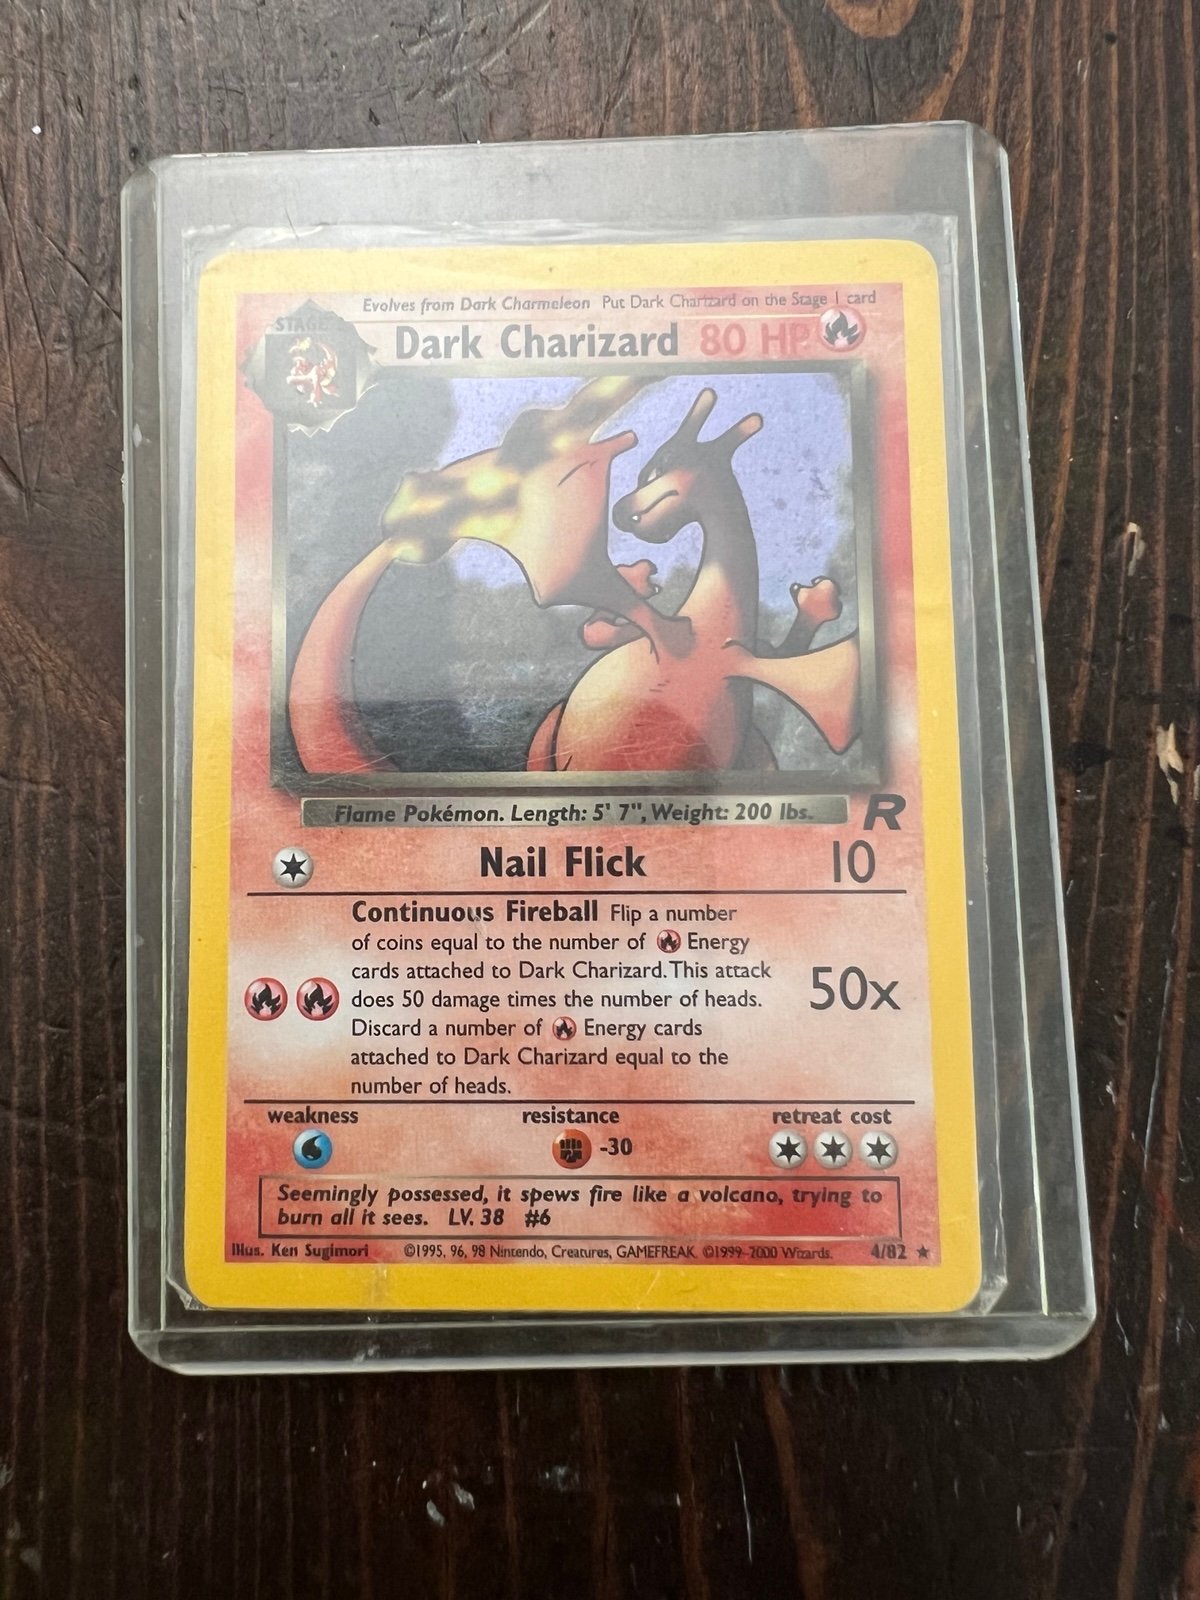 Evolves from Dark Charmeleon Put Dark Charizard on the Stage 1 card
STAGE
Dark Charizard 80 HP
Flame Pokémon. Length: 5' 7", Weight: 200 lbs.
R
Nail Flick 10
Continuous Fireball Flip a number
of coins equal to the number of Energy
cards attached to Dark Charizard. This attack
does 50 damage times the number of heads.
Discard a number of Energy cards
attached to Dark Charizard equal to the
number of heads.
50x
weakness resistance retreat cost
-30
Seemingly possessed, it spews fire like a volcano, trying to
burn all it sees. LV. 38 #6
Illus. Ken Sugimori ©1995, 96, 98 Nintendo, Creatures, GAMEFREAK. ©1999-2000 Wizards. 4/82 ★